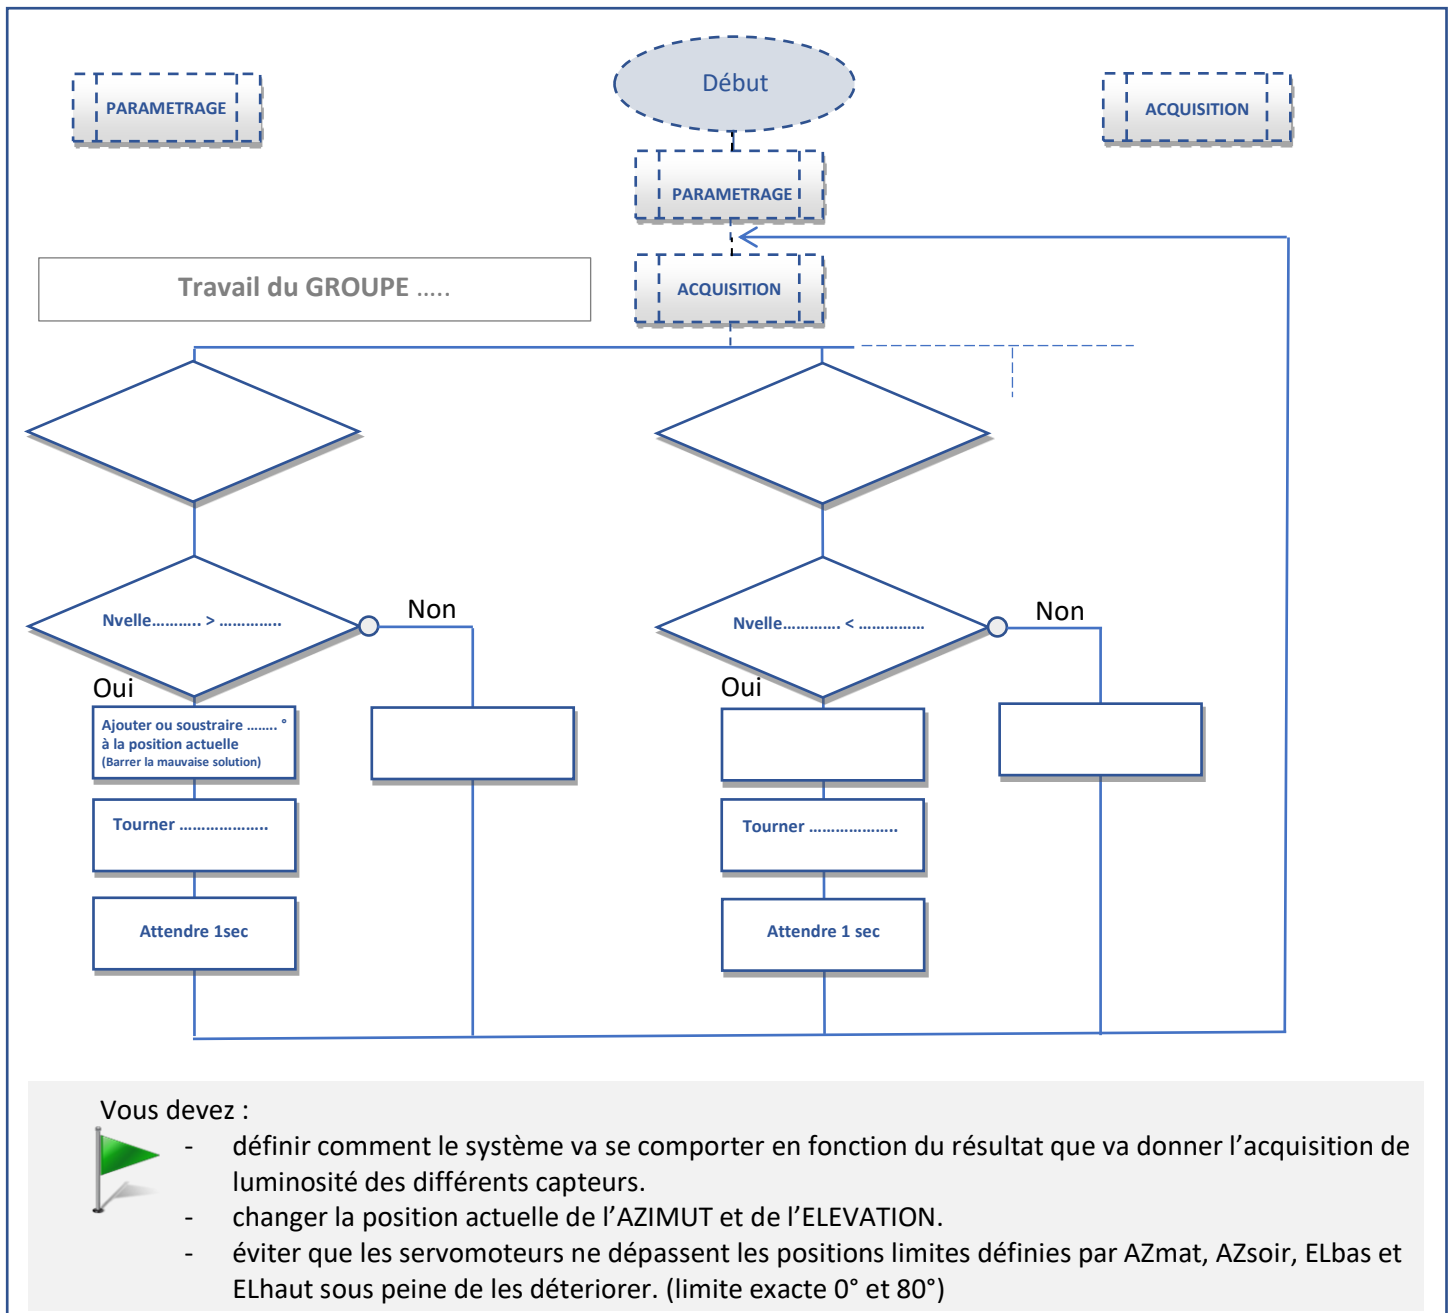 Début
PARAMETRAGE
ACQUISITION
PARAMETRAGE
Travail du GROUPE .....
ACQUISITION
Nvelle……….. > …………..
Non
Nvelle…………. < ……………
Non
Oui
Oui
Ajouter ou soustraire …….. °
à la position actuelle
(Barrer la mauvaise solution)
Tourner ………………..
Tourner ………………..
Attendre 1sec
Attendre 1 sec
Vous devez :
- définir comment le système va se comporter en fonction du résultat que va donner l’acquisition de
luminosité des différents capteurs.
- changer la position actuelle de l’AZIMUT et de l’ELEVATION.
- éviter que les servomoteurs ne dépassent les positions limites définies par AZmat, AZsoir, ELbas et
ELhaut sous peine de les déteriorer. (limite exacte 0° et 80°)